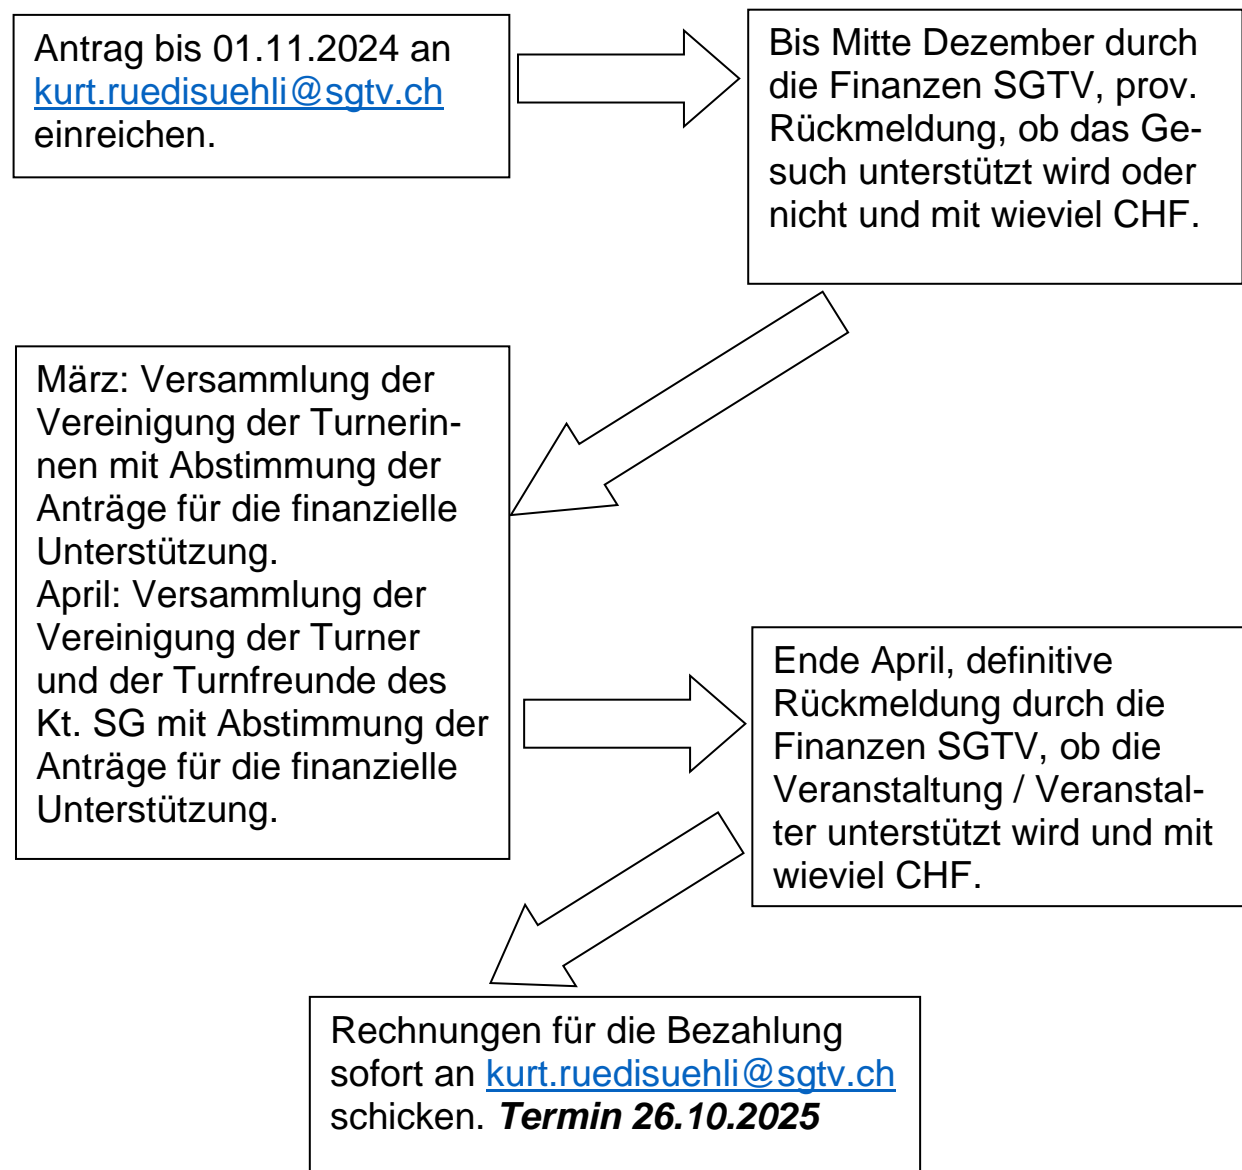 Antrag bis 01.11.2024 an
kurt.ruedisuehli@sgtv.ch
einreichen.
Bis Mitte Dezember durch
die Finanzen SGTV, prov.
Rückmeldung, ob das Ge-
such unterstützt wird oder
nicht und mit wieviel CHF.
März: Versammlung der
Vereinigung der Turnerin-
nen mit Abstimmung der
Anträge für die finanzielle
Unterstützung.
April: Versammlung der
Vereinigung der Turner
und der Turnfreunde des
Kt. SG mit Abstimmung der
Anträge für die finanzielle
Unterstützung.
Ende April, definitive
Rückmeldung durch die
Finanzen SGTV, ob die
Veranstaltung / Veranstal-
ter unterstützt wird und mit
wieviel CHF.
Rechnungen für die Bezahlung
sofort an kurt.ruedisuehli@sgtv.ch
schicken. Termin 26.10.2025